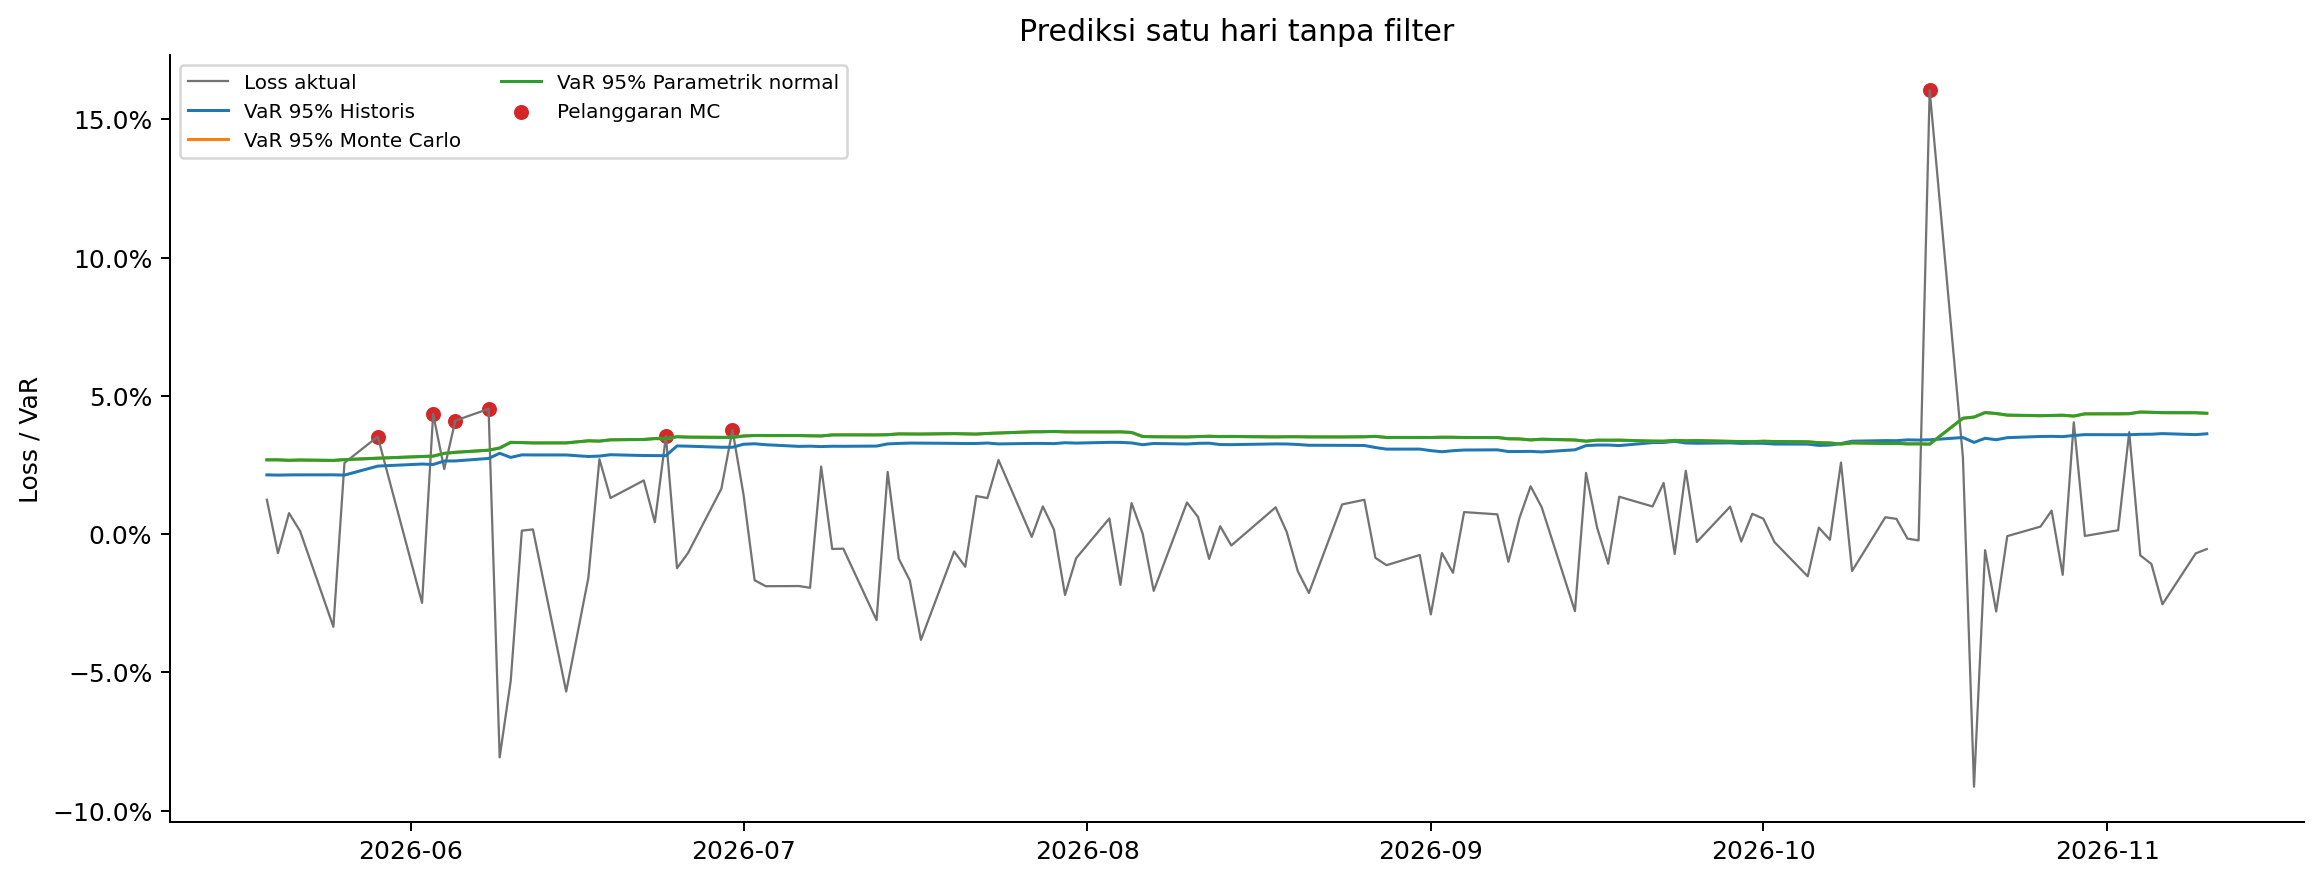 Prediksi satu hari tanpa filter
Loss aktual
VaR 95% Historis
VaR 95% Monte Carlo
VaR 95% Parametrik normal
Pelanggaran MC
Loss / VaR
15.0%
10.0%
5.0%
0.0%
−5.0%
−10.0%
2026-06
2026-07
2026-08
2026-09
2026-10
2026-11